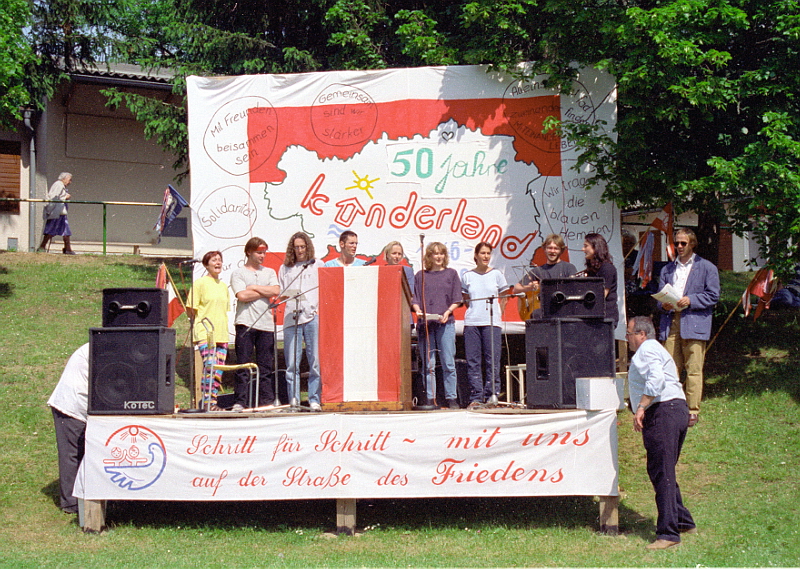 Mit Freunden
beisammen
sein
Gemeinsam
sind wir
stärker
Solidarität
50 Jahre
kinderland
Wir tragen
die
blauen
Hemden
KoTEC
Schritt für Schritt ~ mit uns
auf der Straße des Friedens